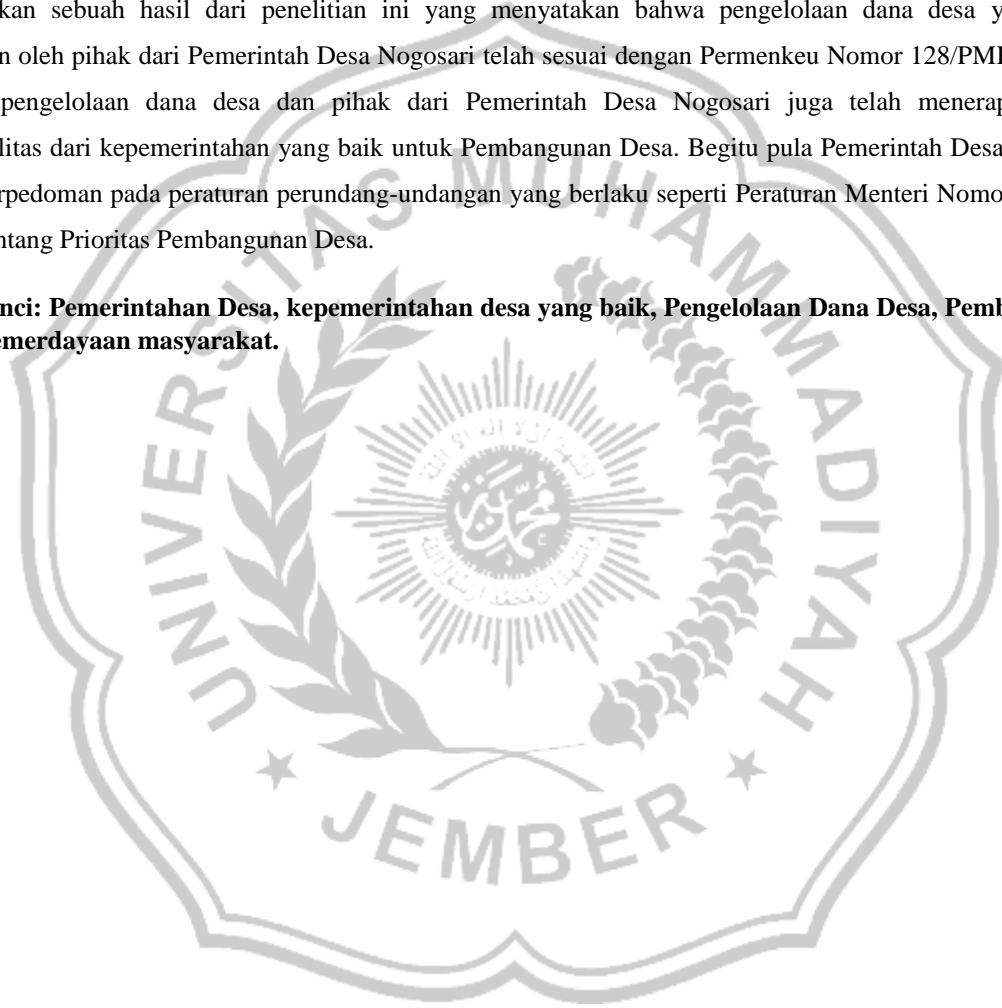 kan sebuah hasil dari penelitian ini yang menyatakan bahwa pengelolaan dana desa y
n oleh pihak dari Pemerintah Desa Nogosari telah sesuai dengan Permenkeu Nomor 128/PM
pengelolaan dana desa dan pihak dari Pemerintah Desa Nogosari juga telah menerap
litas dari kepemerintahan yang baik untuk Pembangunan Desa. Begitu pula Pemerintah Desa
rpedoman pada peraturan perundang-undangan yang berlaku seperti Peraturan Menteri Nomo
ntang Prioritas Pembangunan Desa.
nci: Pemerintahan Desa, kepemerintahan desa yang baik, Pengelolaan Dana Desa, Pemb
emerdayaan masyarakat.
UNIVERSITAS MUHAMMADIYAH
JEMBER